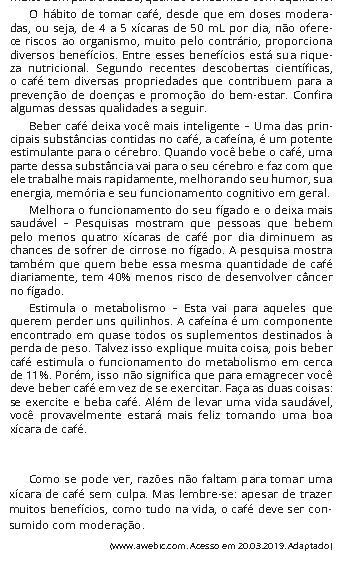 O hábito de tomar café, desde que em doses modera-
das, ou seja, de 4 a 5 xícaras de 50 mL por dia, não ofere-
ce riscos ao organismo, muito pelo contrário, proporciona
diversos benefícios. Entre esses benefícios está sua rique-
za nutricional. Segundo recentes descobertas científicas,
o café tem diversas propriedades que contribuem para a
prevenção de doenças e promoção do bem-estar. Confira
algumas dessas qualidades a seguir.
Beber café deixa você mais inteligente – Uma das prin-
cipais substâncias contidas no café, a cafeína, é um potente
estimulante para o cérebro. Quando você bebe o café, uma
parte dessa substância vai para o seu cérebro e faz com que
ele trabalhe mais rapidamente, melhorando seu humor, sua
energia, memória e seu funcionamento cognitivo em geral.
Melhora o funcionamento do seu fígado e o deixa mais
saudável – Pesquisas mostram que pessoas que bebem
pelo menos quatro xícaras de café por dia diminuem as
chances de sofrer de cirrose no fígado. A pesquisa mostra
também que quem bebe essa mesma quantidade de café
diariamente, tem 40% menos risco de desenvolver câncer
no fígado.
Estimula o metabolismo – Esta vai para aqueles que
querem perder uns quilinhos. A cafeína é um componente
encontrado em quase todos os suplementos destinados à
perda de peso. Talvez isso explique muita coisa, pois beber
café estimula o funcionamento do metabolismo em cerca
de 11%. Porém, isso não significa que para emagrecer você
deve beber café em vez de se exercitar. Faça as duas coisas:
se exercite e beba café. Além de levar uma vida saudável,
você provavelmente estará mais feliz tomando uma boa
xícara de café.
Como se pode ver, razões não faltam para tomar uma
xícara de café sem culpa. Mas lembre-se: apesar de trazer
muitos benefícios, como tudo na vida, o café deve ser con-
sumido com moderação.
(www.awebic.com. Acesso em 20.03.2019. Adaptado)